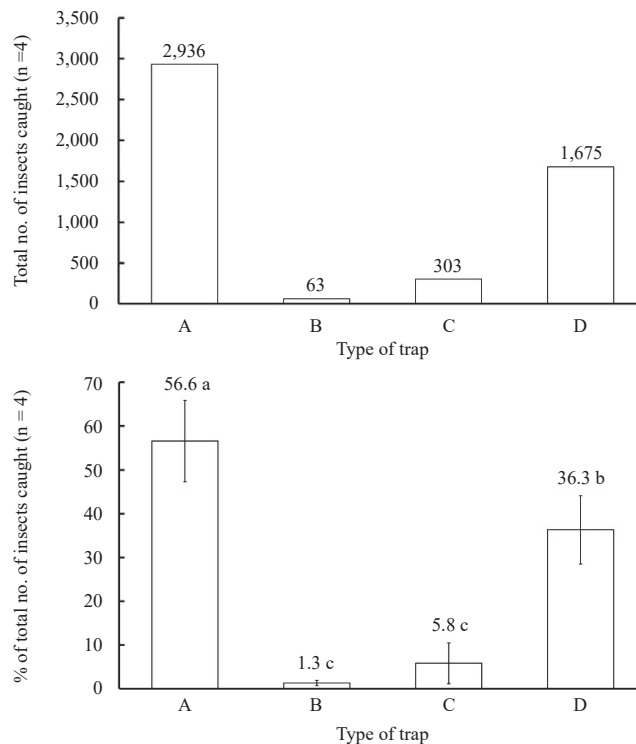 Total no. of insects caught (n =4)
3,500
3,000
2,500
2,000
1,500
1,000
500
0
2,936
63
303
1,675
A B C D
Type of trap
% of total no. of insects caught (n = 4)
70
60
50
40
30
20
10
0
56.6 a
1.3 c
5.8 c
36.3 b
A B C D
Type of trap